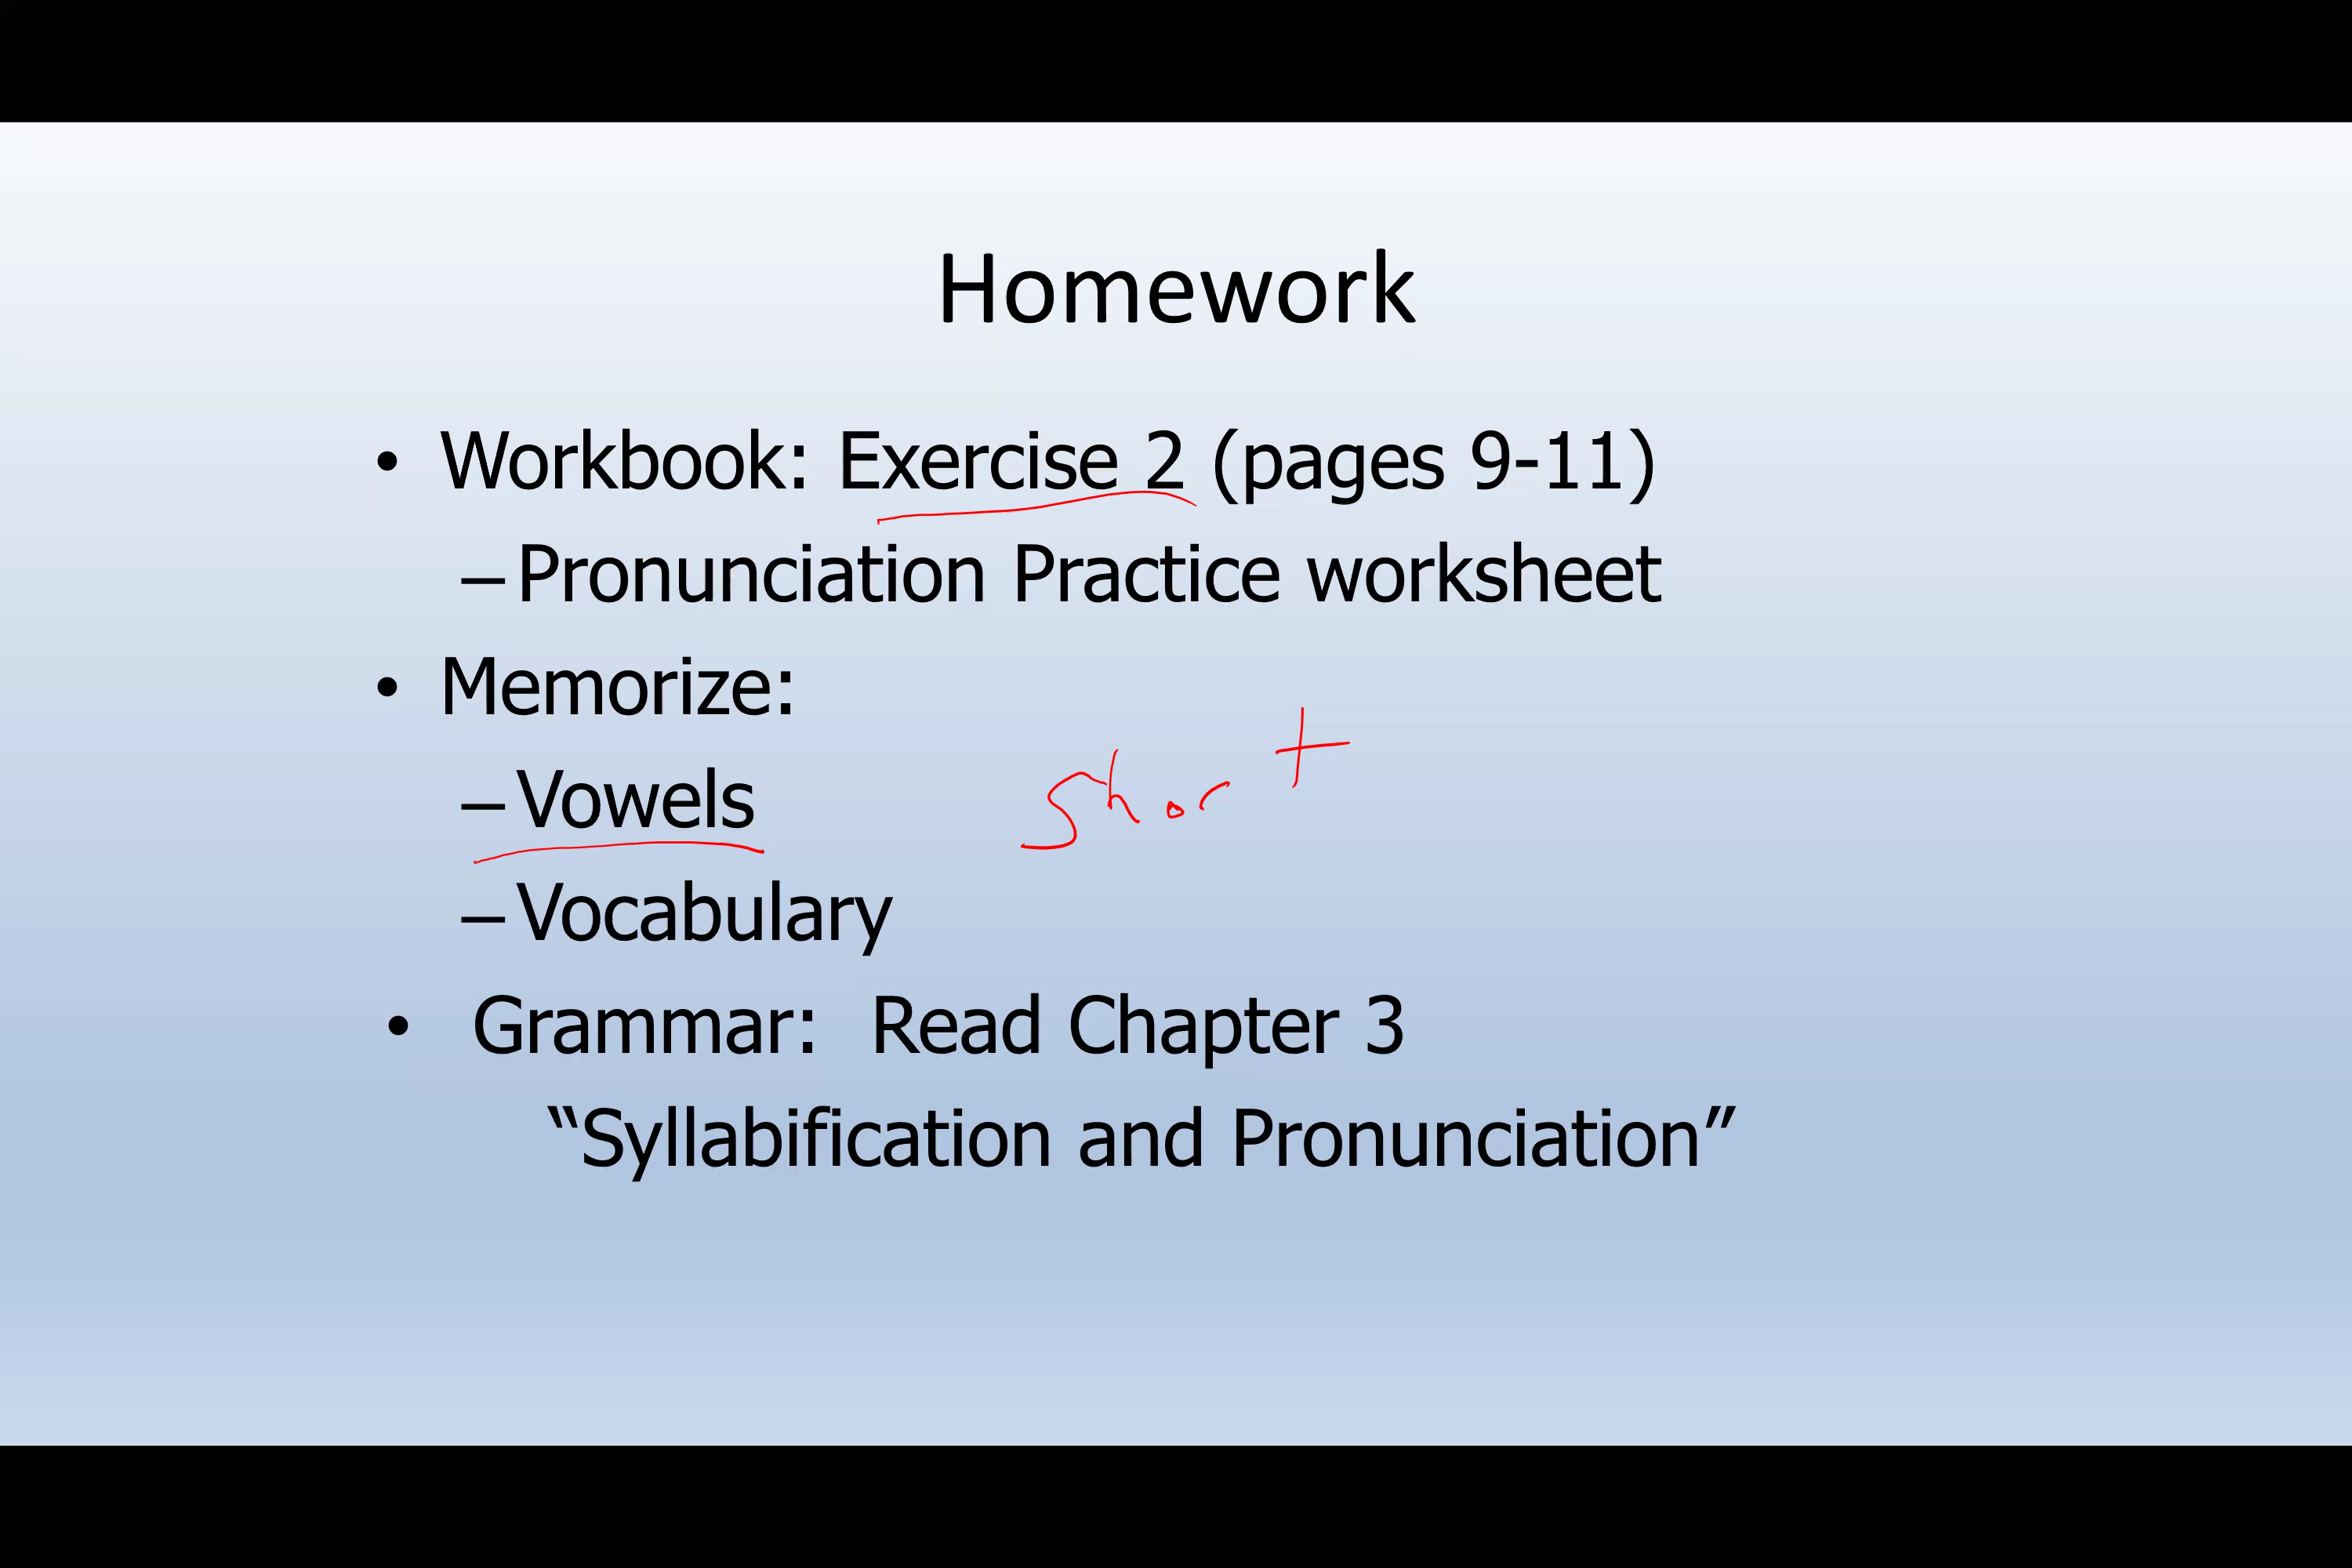 Homework
• Workbook: Exercise 2 (pages 9-11)
–Pronunciation Practice worksheet
• Memorize:
–Vowels
short
–Vocabulary
• Grammar: Read Chapter 3
“Syllabification and Pronunciation”